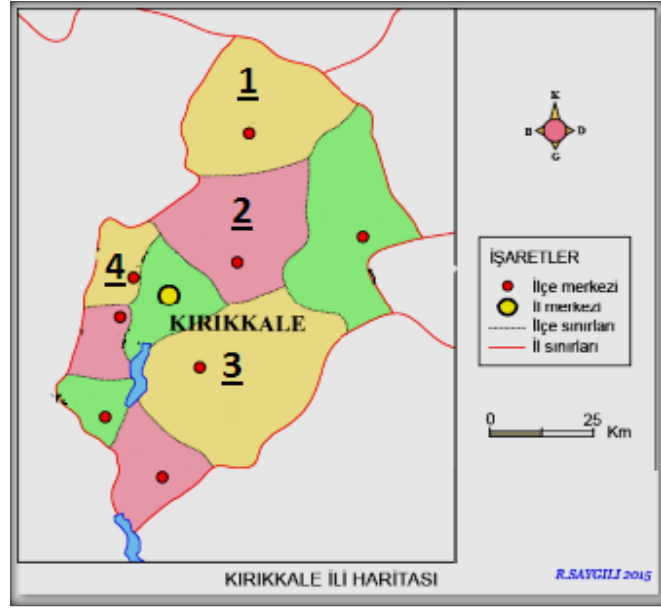 1
2
4
KIRIKKALE
3
K
B D
G
İŞARETLER
İlçe merkezi
İl merkezi
İlçe sınırları
İl sınırları
0 25 Km
KIRIKKALE İLİ HARİTASI
R.SAYGILI 2015